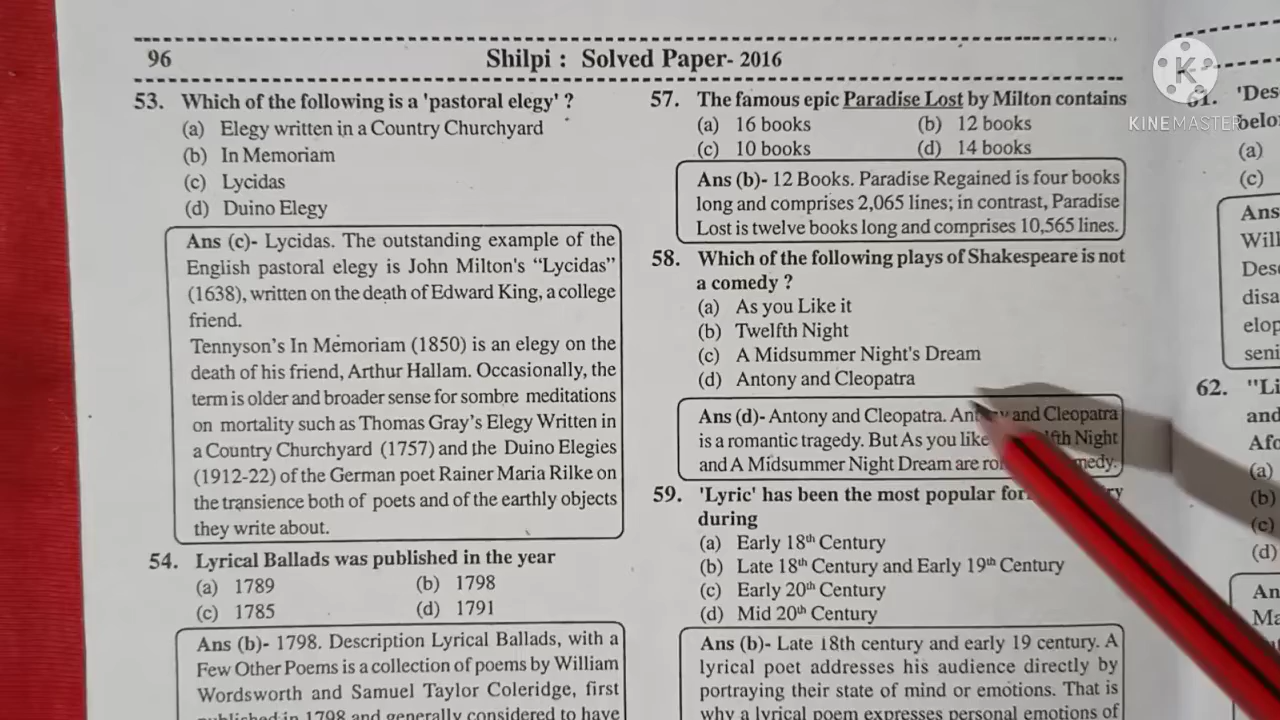 96
Shilpi : Solved Paper- 2016
53. Which of the following is a 'pastoral elegy' ?
(a) Elegy written in a Country Churchyard
(b) In Memoriam
(c) Lycidas
(d) Duino Elegy
Ans (c)- Lycidas. The outstanding example of the
English pastoral elegy is John Milton's “Lycidas”
(1638), written on the death of Edward King, a college
friend.
Tennyson's In Memoriam (1850) is an elegy on the
death of his friend, Arthur Hallam. Occasionally, the
term is older and broader sense for sombre meditations
on mortality such as Thomas Gray's Elegy Written in
a Country Churchyard (1757) and the Duino Elegies
(1912-22) of the German poet Rainer Maria Rilke on
the transience both of poets and of the earthly objects
they write about.
54. Lyrical Ballads was published in the year
(a) 1789 (b) 1798
(c) 1785 (d) 1791
Ans (b)- 1798. Description Lyrical Ballads, with a
Few Other Poems is a collection of poems by William
Wordsworth and Samuel Taylor Coleridge, first
published in 1798 and generally considered to have
57. The famous epic Paradise Lost by Milton contains
(a) 16 books (b) 12 books
(c) 10 books (d) 14 books
Ans (b)- 12 Books. Paradise Regained is four books
long and comprises 2,065 lines; in contrast, Paradise
Lost is twelve books long and comprises 10,565 lines.
58. Which of the following plays of Shakespeare is not
a comedy ?
(a) As you Like it
(b) Twelfth Night
(c) A Midsummer Night's Dream
(d) Antony and Cleopatra
Ans (d)- Antony and Cleopatra. Antony and Cleopatra
is a romantic tragedy. But As you like Night
and A Midsummer Night Dream are
59. 'Lyric' has been the most popular
during
(a) Early 18th Century
(b) Late 18th Century and Early 19th Century
(c) Early 20th Century
(d) Mid 20th Century
Ans (b)- Late 18th century and early 19 century. A
lyrical poet addresses his audience directly by
portraying their state of mind or emotions. That is
why a lyrical poem expresses personal emotions of
61.
(a)
(c)
Ans
62.
and
(a)
(b)
(c)
(d)
K
KINEMASTER